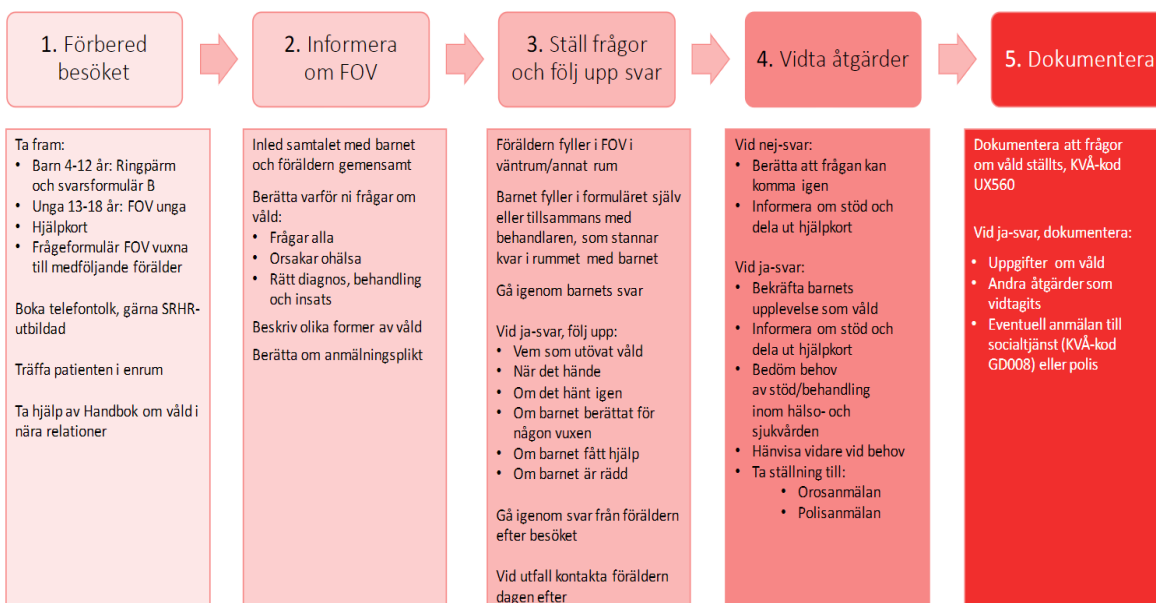 1. Förbered
besöket
2. Informera
om FOV
3. Ställ frågor
och följ upp svar
4. Vidta åtgärder
5. Dokumentera
Ta fram:
• Barn 4-12 år: Ringpärm
och svarsformulär B
• Unga 13-18 år: FOV unga
• Hjälpkort
• Frågeformulär FOV vuxna
till medföljande förälder
Boka telefontolk, gärna SRHR-
utbildad
Träffa patienten i enrum
Ta hjälp av Handbok om våld i
nära relationer
Inled samtalet med barnet
och föräldern gemensamt
Berätta varför ni frågar om
våld:
• Frågar alla
• Orsakar ohälsa
• Rätt diagnos, behandling
och insats
Beskriv olika former av våld
Berätta om anmälningsplikt
Föräldern fyller i FOV i
väntrum/annat rum
Barnet fyller i formuläret själv
eller tillsammans med
behandlaren, som stannar
kvar i rummet med barnet
Gå igenom barnets svar
Vid ja-svar, följ upp:
• Vem som utövat våld
• När det hände
• Om det hänt igen
• Om barnet berättat för
någon vuxen
• Om barnet fått hjälp
• Om barnet är rädd
Gå igenom svar från föräldern
efter besöket
Vid utfall kontakta föräldern
dagen efter
Vid nej-svar:
• Berätta att frågan kan
komma igen
• Informera om stöd och
dela ut hjälpkort
Vid ja-svar:
• Bekräfta barnets
upplevelse som våld
• Informera om stöd och
dela ut hjälpkort
• Bedöm behov
av stöd/behandling
inom hälso- och
sjukvården
• Hänvisa vidare vid behov
• Ta ställning till:
• Orosanmälan
• Polisanmälan
Dokumentera att frågor
om våld ställts, KVÅ-kod
UX560
Vid ja-svar, dokumentera:
• Uppgifter om våld
• Andra åtgärder som
vidtagits
• Eventuell anmälan till
socialtjänst (KVÅ-kod
GD008) eller polis